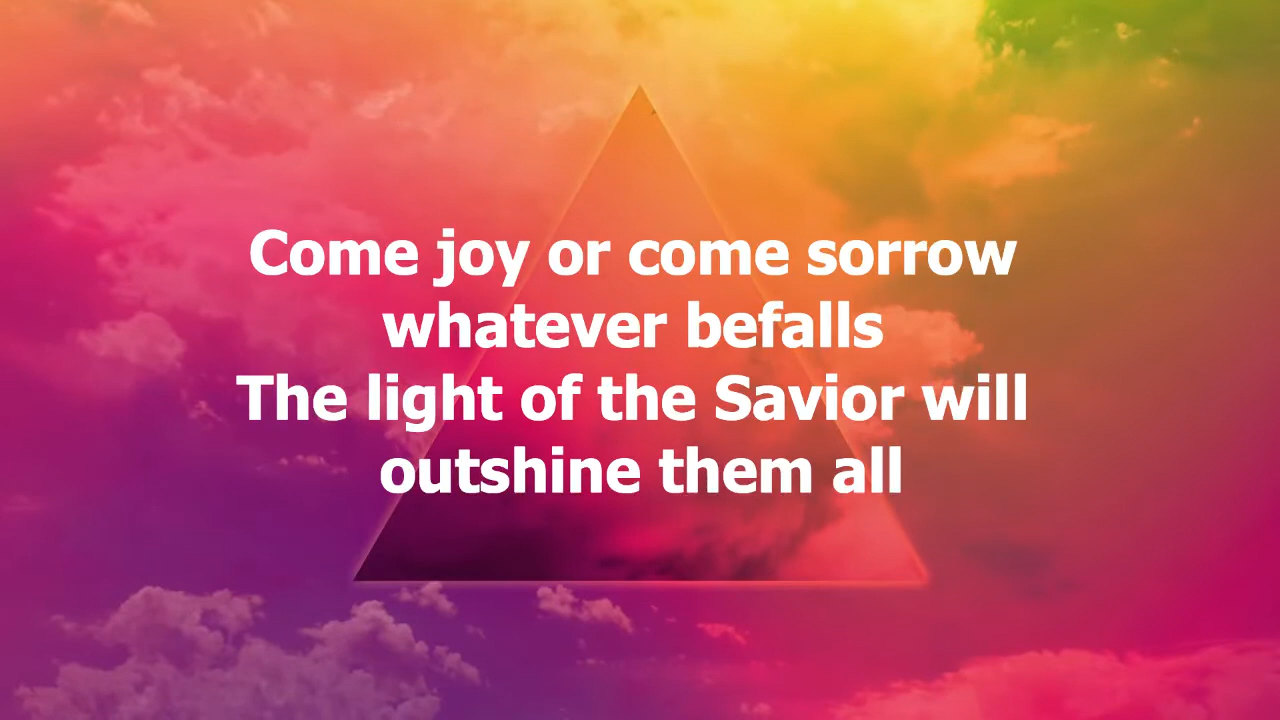 Come joy or come sorrow
whatever befalls
The light of the Savior will
outshine them all